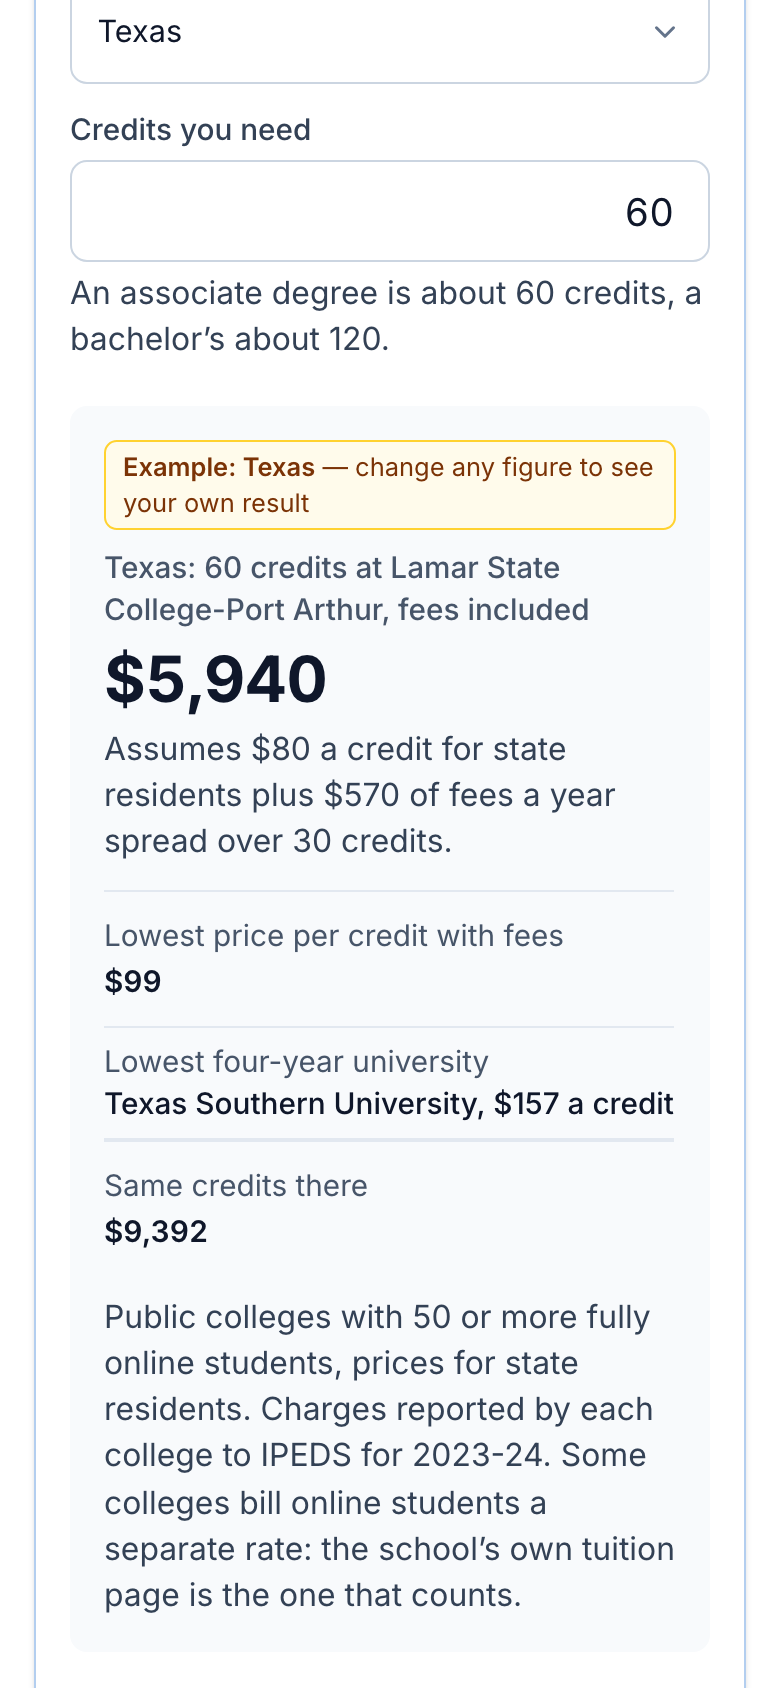 Texas
Credits you need
60
An associate degree is about 60 credits, a
bachelor’s about 120.
Example: Texas — change any figure to see
your own result
Texas: 60 credits at Lamar State
College-Port Arthur, fees included
$5,940
Assumes $80 a credit for state
residents plus $570 of fees a year
spread over 30 credits.
Lowest price per credit with fees
$99
Lowest four-year university
Texas Southern University, $157 a credit
Same credits there
$9,392
Public colleges with 50 or more fully
online students, prices for state
residents. Charges reported by each
college to IPEDS for 2023-24. Some
colleges bill online students a
separate rate: the school’s own tuition
page is the one that counts.